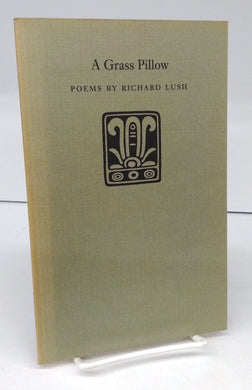 A Grass Pillow
POEMS BY RICHARD LUSH